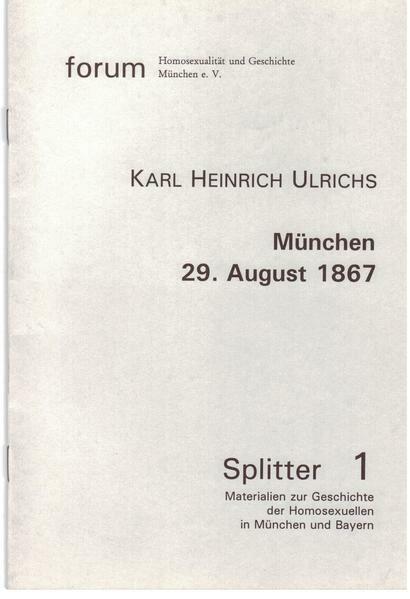 forum Homosexualität und Geschichte
München e. V.
KARL HEINRICH ULRICHS
München
29. August 1867
Splitter 1
Materialien zur Geschichte
der Homosexuellen
in München und Bayern